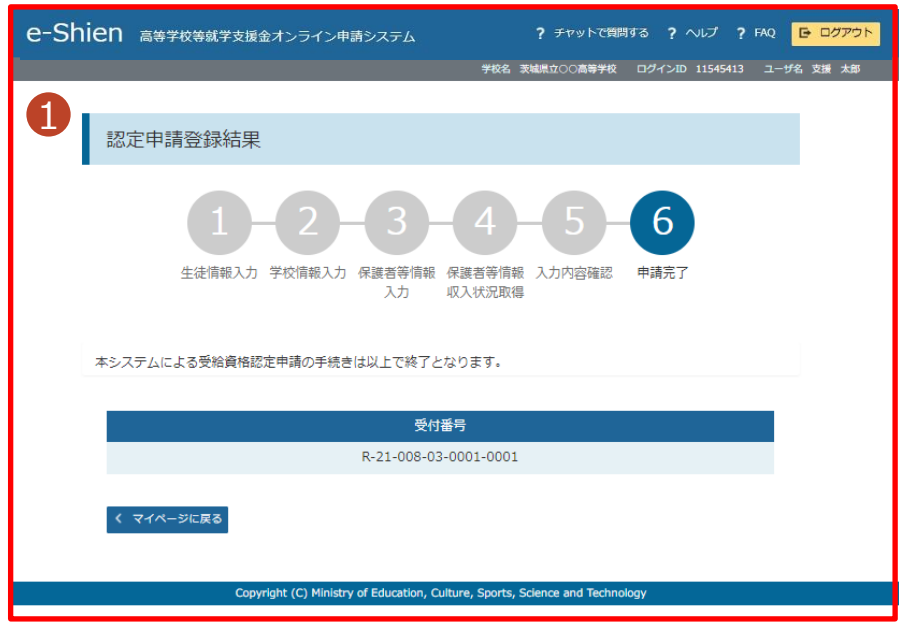 e-Shien 高等学校等就学支援金オンライン申請システム ? チャットで質問する ? ヘルプ ? FAQ ログアウト
学校名 茨城県立〇〇高等学校 ログインID 11545413 ユーザ名 支援 太郎
1
認定申請登録結果
1 2 3 4 5 6
生徒情報入力 学校情報入力 保護者等情報 保護者等情報 入力内容確認 申請完了
入力 収入状況取得
本システムによる受給資格認定申請の手続きは以上で終了となります。
受付番号
R-21-008-03-0001-0001
マイページに戻る
Copyright (C) Ministry of Education, Culture, Sports, Science and Technology